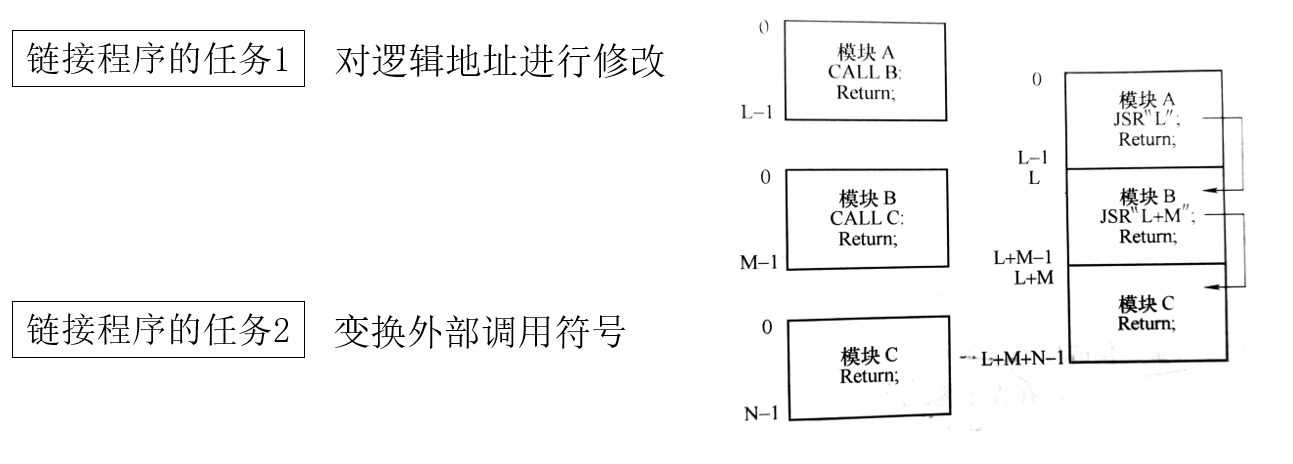 链接程序的任务1
对逻辑地址进行修改
链接程序的任务2
变换外部调用符号
0
模块 A
CALL B:
Return;
L−1
0
模块 B
CALL C:
Return;
M−1
0
模块 C
Return;
N−1
0
模块 A
JSR"L";
Return;
L−1
L
模块 B
JSR"L+M";
Return;
L+M−1
L+M
模块 C
Return;
L+M+N−1